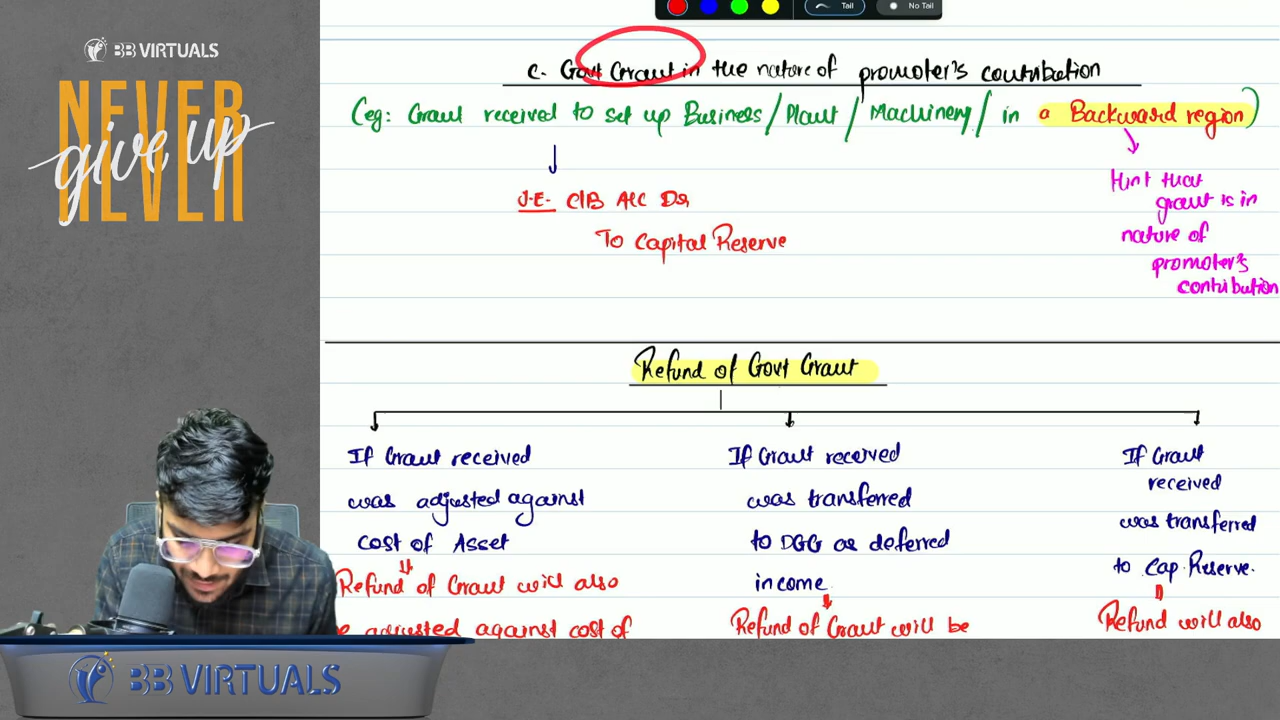 Tail
No Tail
BB VIRTUALS
NEVER
give up
NEVER
c. Govt Grant in the nature of promoter's contribution
(eg: Grant received to set up Business/Plant/Machinery/ in a Backward region)
Hint that
grant is in
nature of
promoter's
contribution
J.E. C/B A/C Dr
To Capital Reserve
Refund of Govt Grant
If Grant received
was adjusted against
cost of Asset
Refund of Grant will also
adjusted against cost of
If Grant received
was transferred
to DGG as deferred
income
Refund of Grant will be
If Grant
received
was transferred
to Cap. Reserve.
Refund will also
BB VIRTUALS